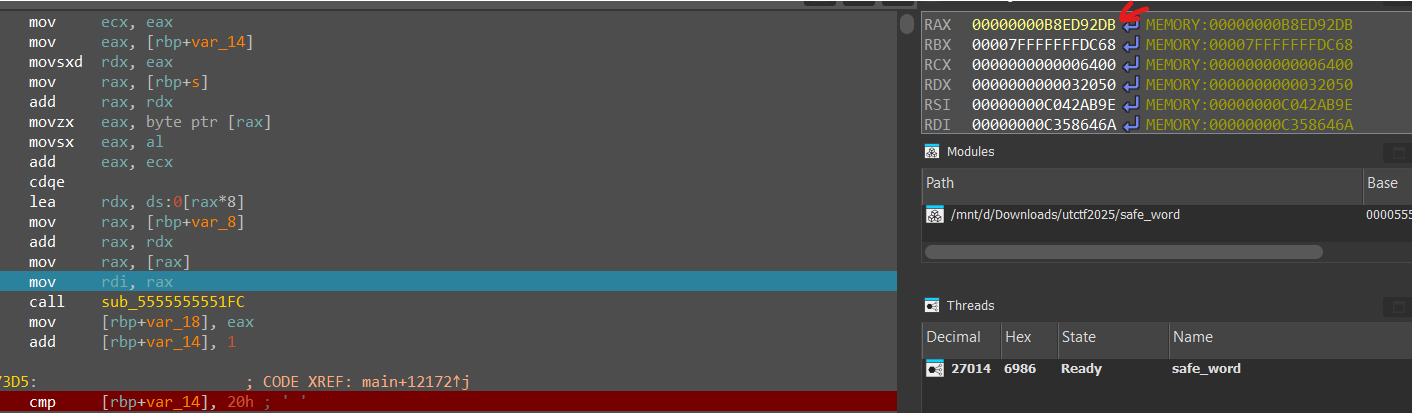 mov ecx, eax
mov eax, [rbp+var_14]
movsxd rdx, eax
mov rax, [rbp+s]
add rax, rdx
movzx eax, byte ptr [rax]
movsx eax, al
add eax, ecx
cdqe
lea rdx, ds:0[rax*8]
mov rax, [rbp+var_8]
add rax, rdx
mov rax, [rax]
mov rdi, rax
call sub_5555555551FC
mov [rbp+var_18], eax
add [rbp+var_14], 1
73D5: ; CODE XREF: main+12172↑j
cmp [rbp+var_14], 20h ; ' '
RAX 00000000B8ED92DB MEMORY:00000000B8ED92DB
RBX 00007FFFFFFFDC68 MEMORY:00007FFFFFFFDC68
RCX 0000000000006400 MEMORY:0000000000006400
RDX 0000000000032050 MEMORY:0000000000032050
RSI 00000000C042AB9E MEMORY:00000000C042AB9E
RDI 00000000C358646A MEMORY:00000000C358646A
Modules
Path Base
/mnt/d/Downloads/utctf2025/safe_word 0000555
Threads
Decimal Hex State Name
27014 6986 Ready safe_word